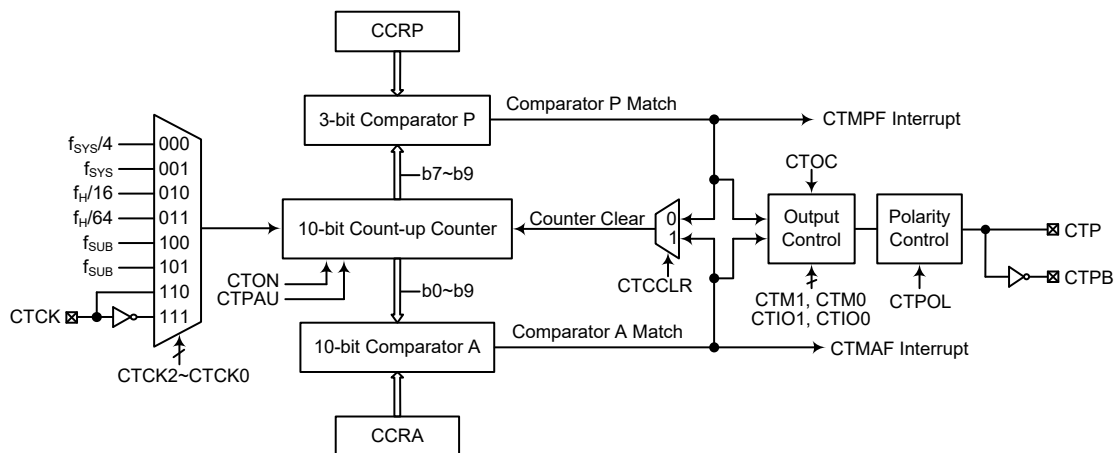 CCRP
3-bit Comparator P
Comparator P Match
CTMPF Interrupt
b7~b9
fSYS/4
000
fSYS
001
fH/16
010
fH/64
011
fSUB
100
fSUB
101
110
111
CTCK
CTCK2~CTCK0
10-bit Count-up Counter
CTON
CTPAU
Counter Clear
0
1
CTCCLR
CTOC
Output
Control
CTM1, CTM0
CTIO1, CTIO0
Polarity
Control
CTPOL
CTP
CTPB
b0~b9
10-bit Comparator A
Comparator A Match
CTMAF Interrupt
CCRA